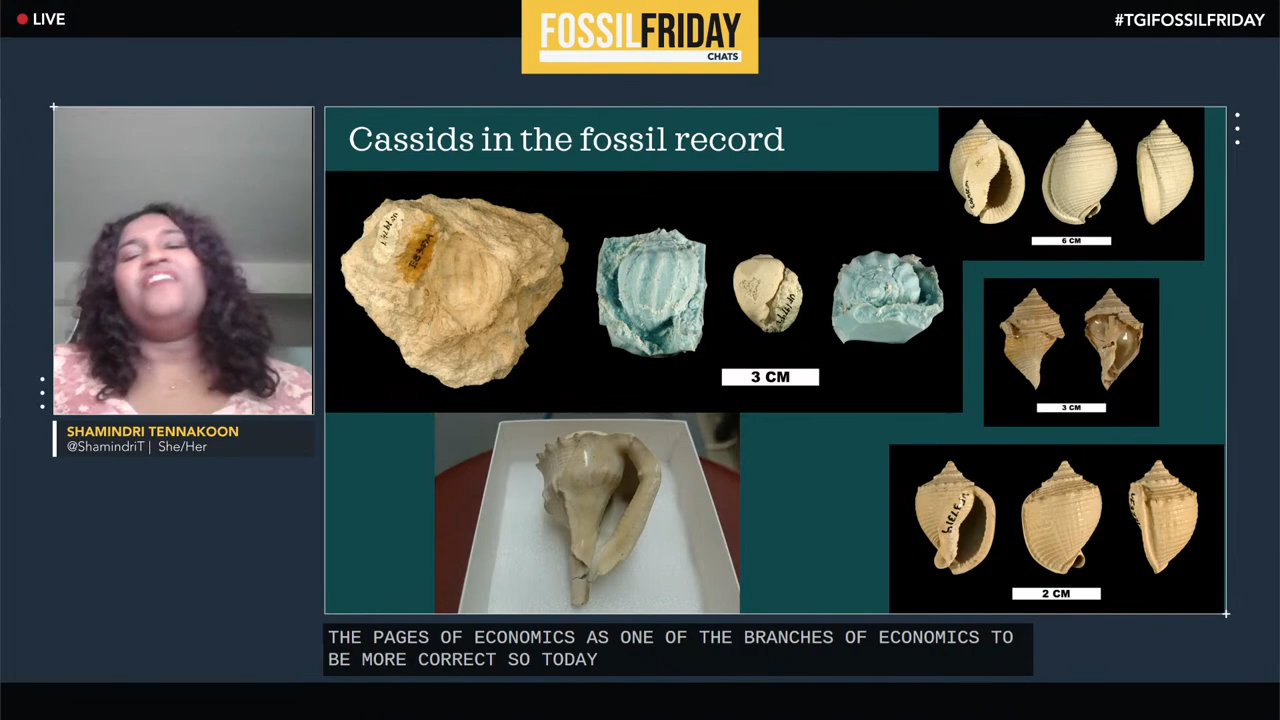 LIVE
FOSSILFRIDAY
CHATS
#TGIFOSSILFRIDAY
Cassids in the fossil record
6 CM
3 CM
3 CM
2 CM
SHAMINDRI TENNAKOON
@ShamindriT | She/Her
THE PAGES OF ECONOMICS AS ONE OF THE BRANCHES OF ECONOMICS TO
BE MORE CORRECT SO TODAY